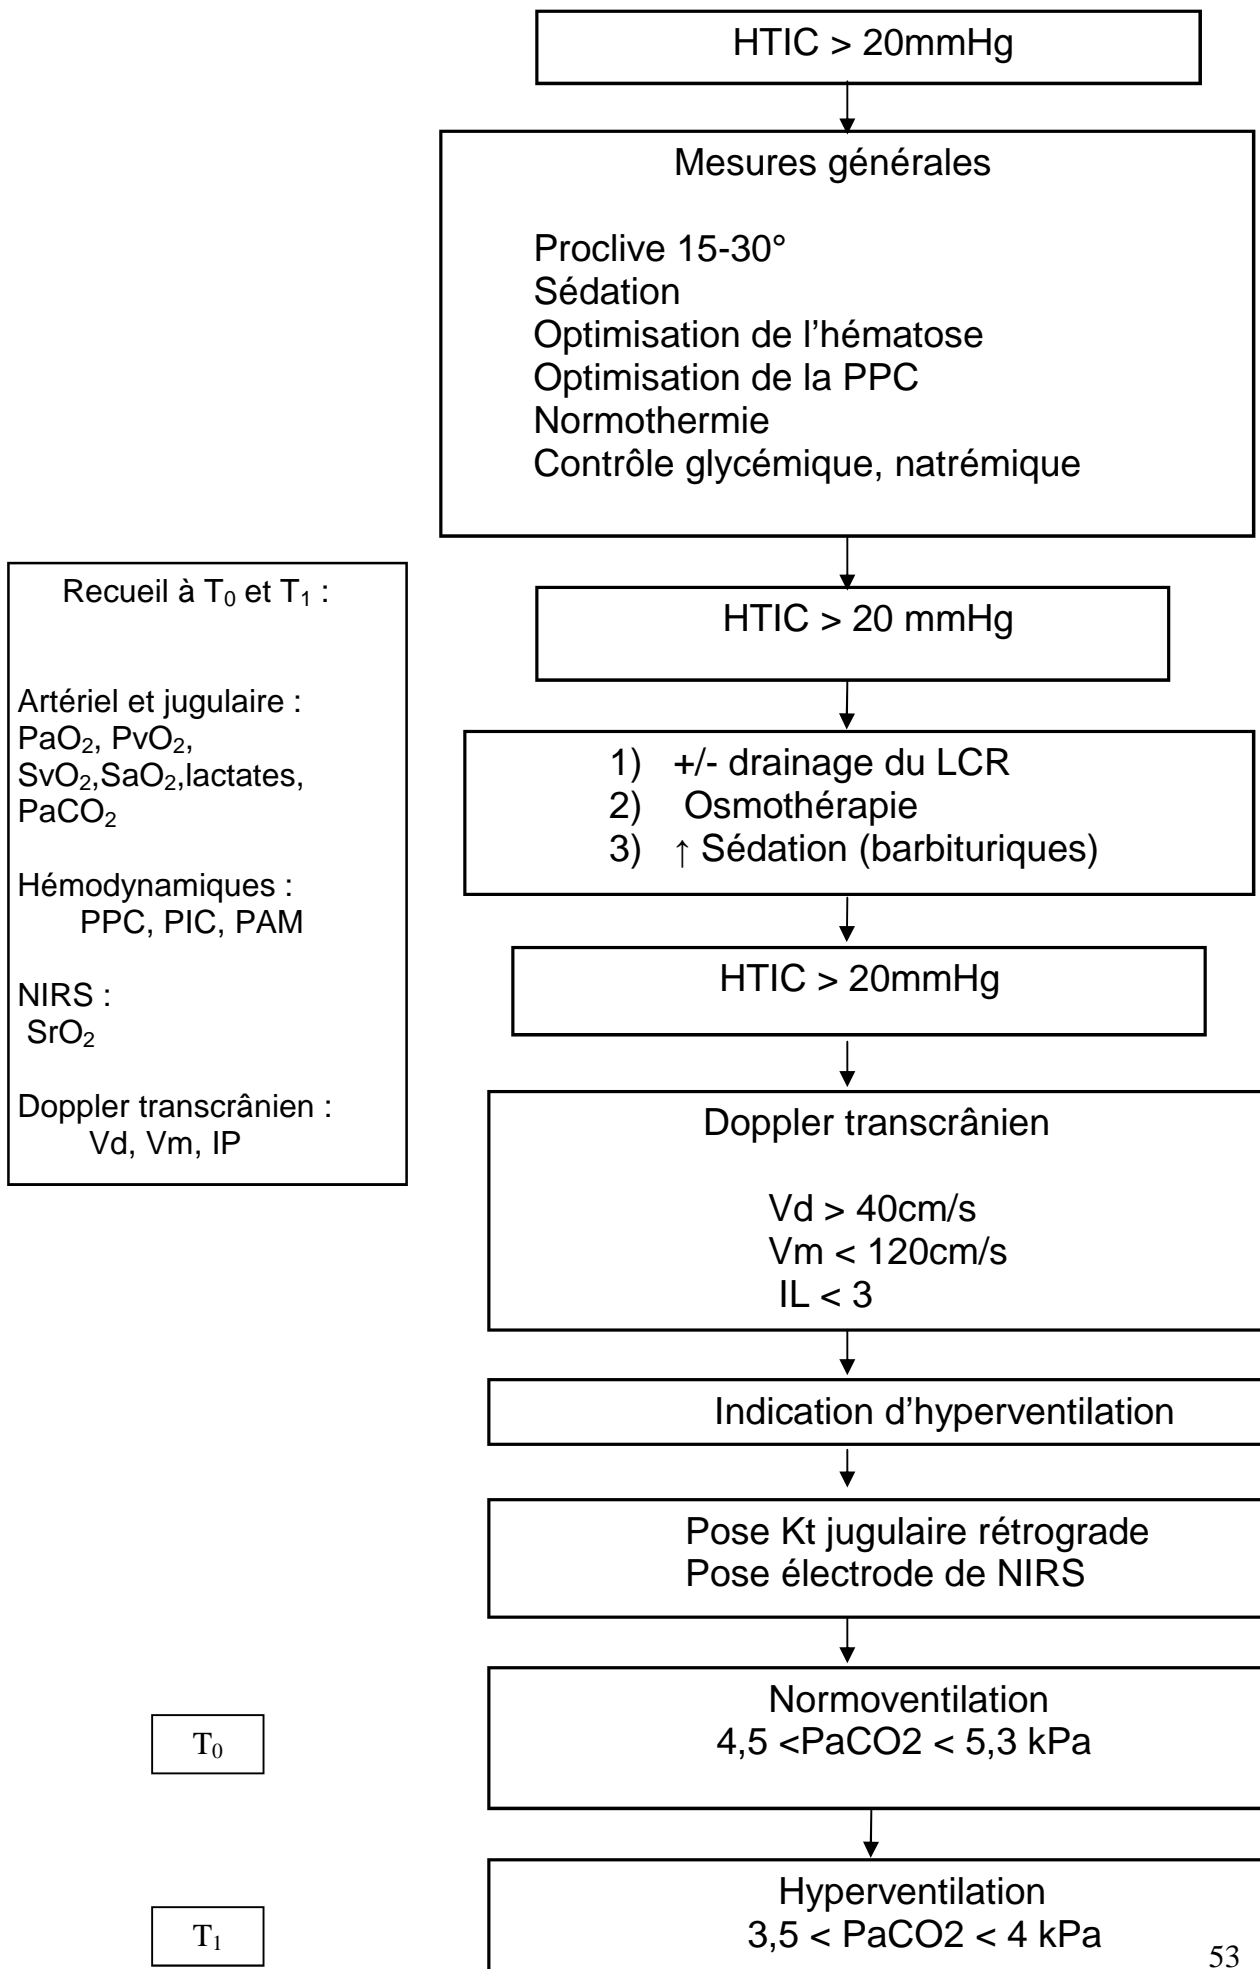 HTIC > 20mmHg
Mesures générales
Proclive 15-30°
Sédation
Optimisation de l’hématose
Optimisation de la PPC
Normothermie
Contrôle glycémique, natrémique
HTIC > 20 mmHg
1) +/- drainage du LCR
2) Osmothérapie
3) ↑ Sédation (barbituriques)
HTIC > 20mmHg
Doppler transcrânien
Vd > 40cm/s
Vm < 120cm/s
IL < 3
Indication d’hyperventilation
Pose Kt jugulaire rétrograde
Pose électrode de NIRS
Normoventilation
4,5 <PaCO2 < 5,3 kPa
Hyperventilation
3,5 < PaCO2 < 4 kPa
Recueil à T₀ et T₁ :
Artériel et jugulaire :
PaO₂, PvO₂,
SvO₂,SaO₂,lactates,
PaCO₂
Hémodynamiques :
PPC, PIC, PAM
NIRS :
SrO₂
Doppler transcrânien :
Vd, Vm, IP
T₀
T₁
53